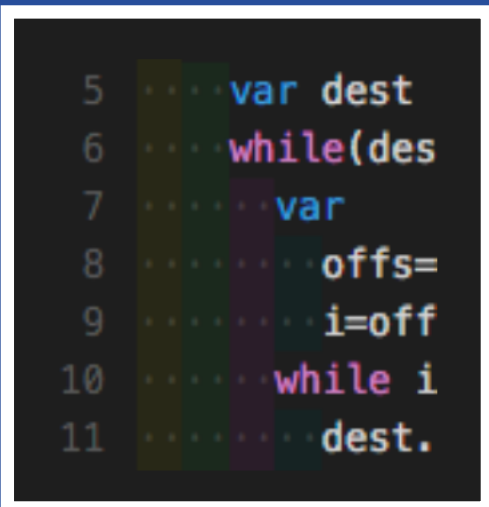 5 ····var dest
6 ····while(des
7 ······var
8 ········offs=
9 ········i=off
10 ······while i
11 ········dest.